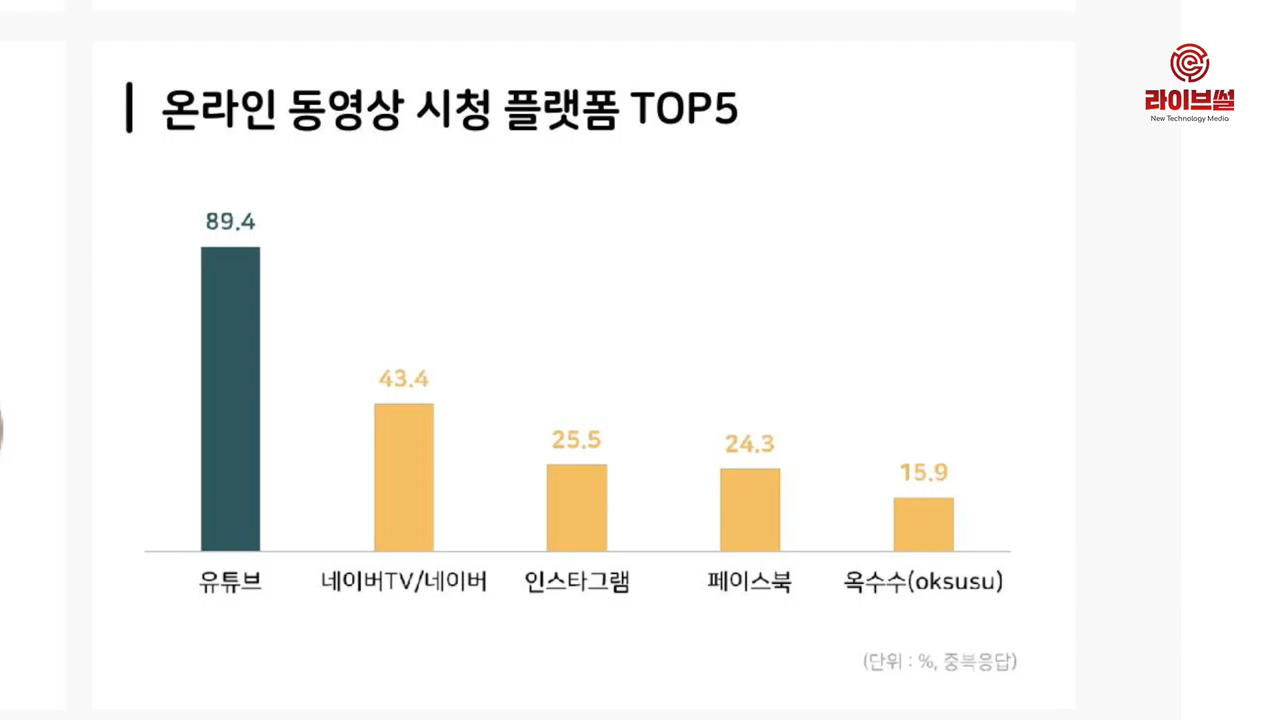 온라인 동영상 시청 플랫폼 TOP5
라이브썰
New Technology Media
89.4
43.4
25.5
24.3
15.9
유튜브
네이버TV/네이버
인스타그램
페이스북
옥수수(oksusu)
(단위 : %, 중복응답)